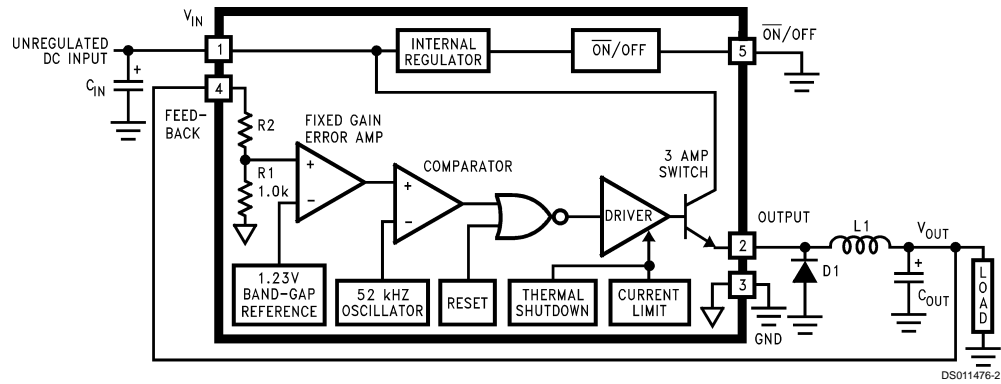 V_IN
UNREGULATED
DC INPUT
1
INTERNAL
REGULATOR
ON/OFF
5
ON/OFF
+
C_IN
4
FEED-
BACK
R2
FIXED GAIN
ERROR AMP
R1
1.0k
+
−
COMPARATOR
+
−
3 AMP
SWITCH
DRIVER
OUTPUT
2
L1
V_OUT
D1
+
C_OUT
LOAD
3
GND
1.23V
BAND-GAP
REFERENCE
52 kHZ
OSCILLATOR
RESET
THERMAL
SHUTDOWN
CURRENT
LIMIT
DS011476-2